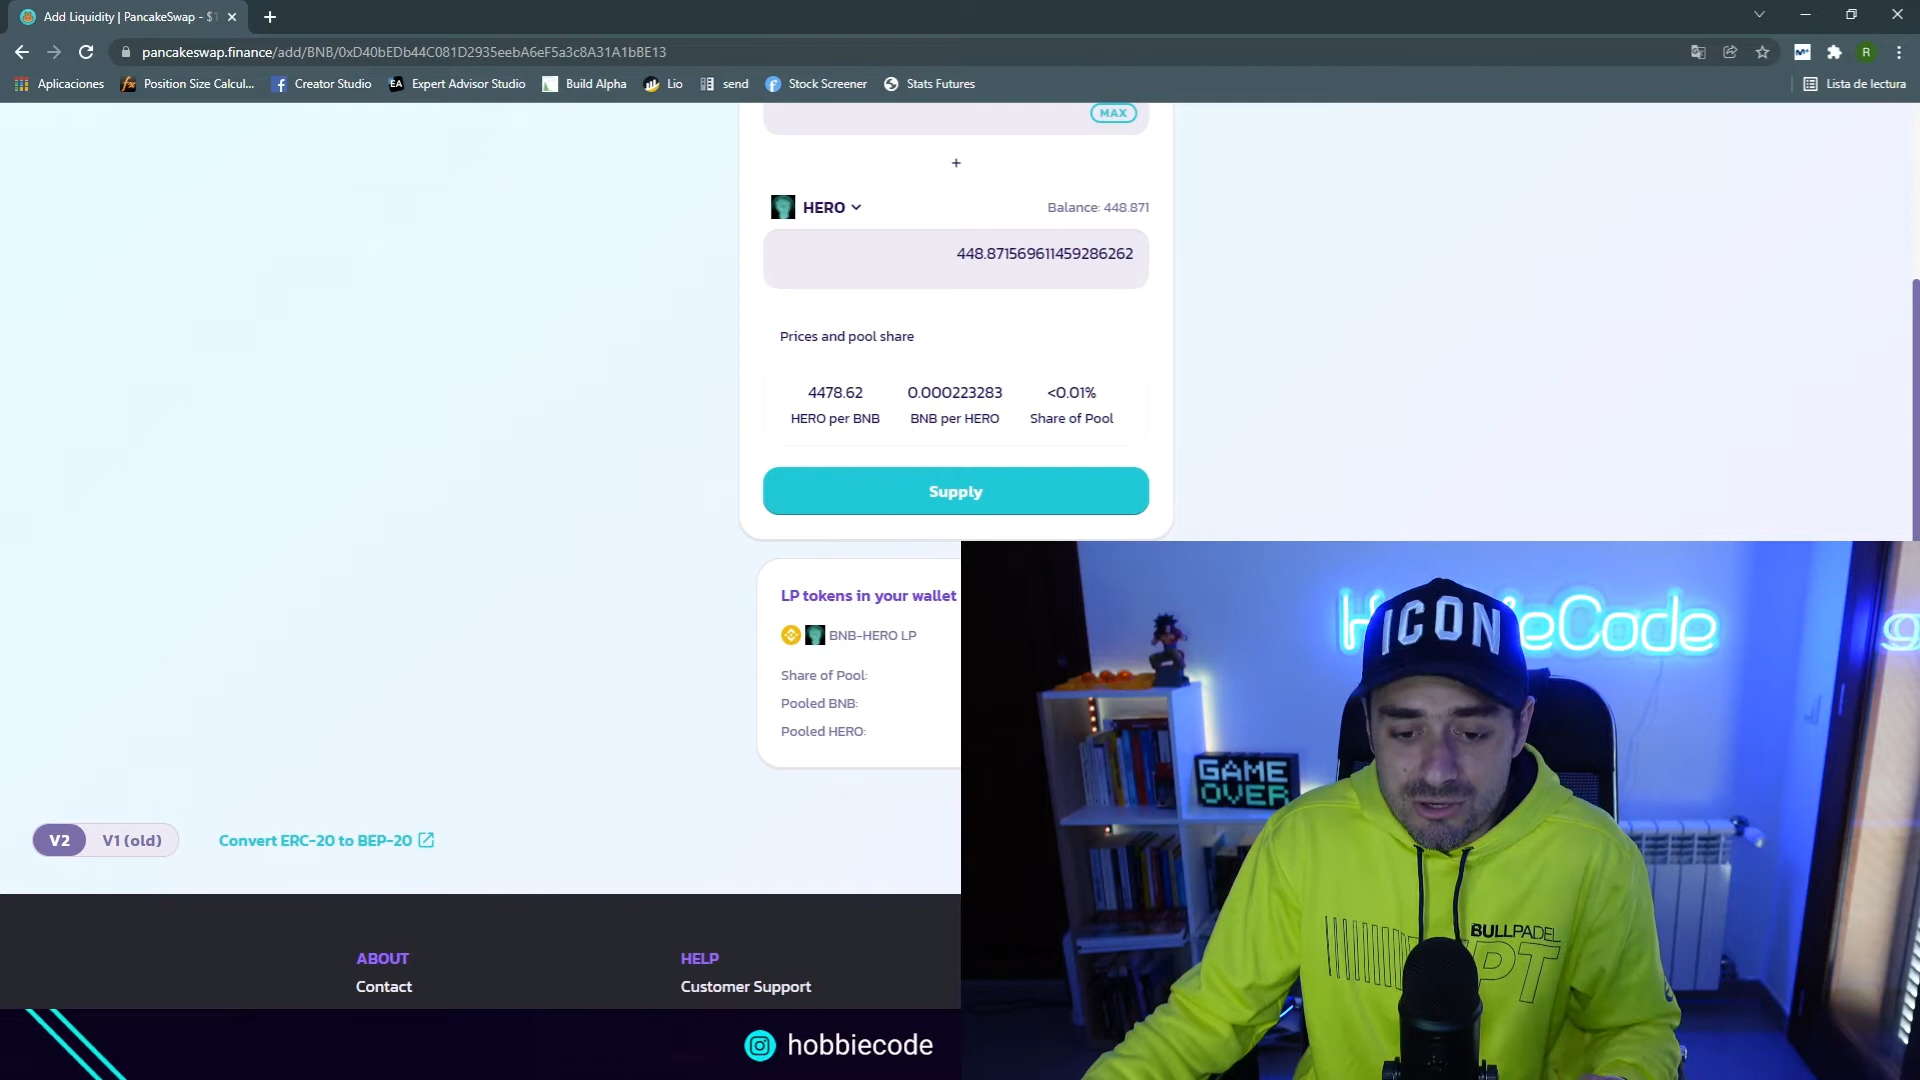 Add Liquidity | PancakeSwap - $1
pancakeswap.finance/add/BNB/0xD40bEDb44C081D2935eebA6eF5a3c8A31A1bBE13
R
Aplicaciones
Position Size Calcul...
Creator Studio
EA Expert Advisor Studio
Build Alpha
Lio
send
Stock Screener
Stats Futures
Lista de lectura
MAX
+
HERO
Balance: 448.871
448.871569611459286262
Prices and pool share
4478.62 0.000223283 <0.01%
HERO per BNB BNB per HERO Share of Pool
Supply
LP tokens in your wallet
BNB-HERO LP
Share of Pool:
Pooled BNB:
Pooled HERO:
V2 V1 (old)
Convert ERC-20 to BEP-20
ABOUT
Contact
HELP
Customer Support
hobbiecode
ICON
eCode
GAME
OVER
BULLPADEL